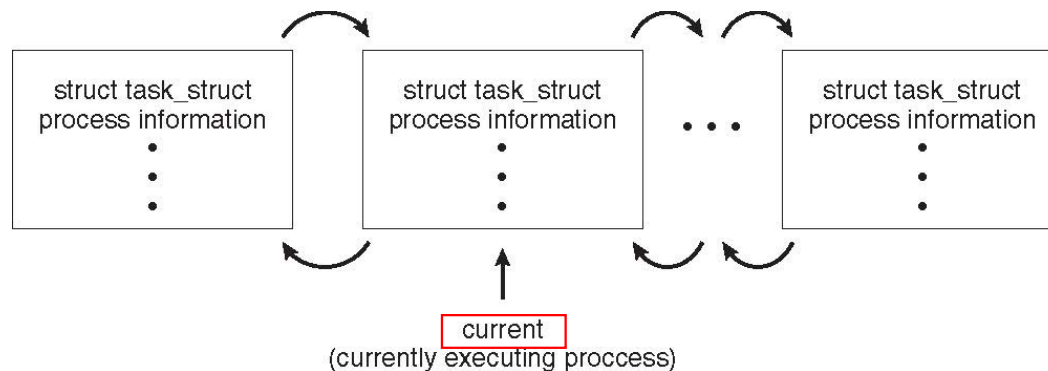 struct task_struct
process information
struct task_struct
process information
struct task_struct
process information
current
(currently executing proccess)